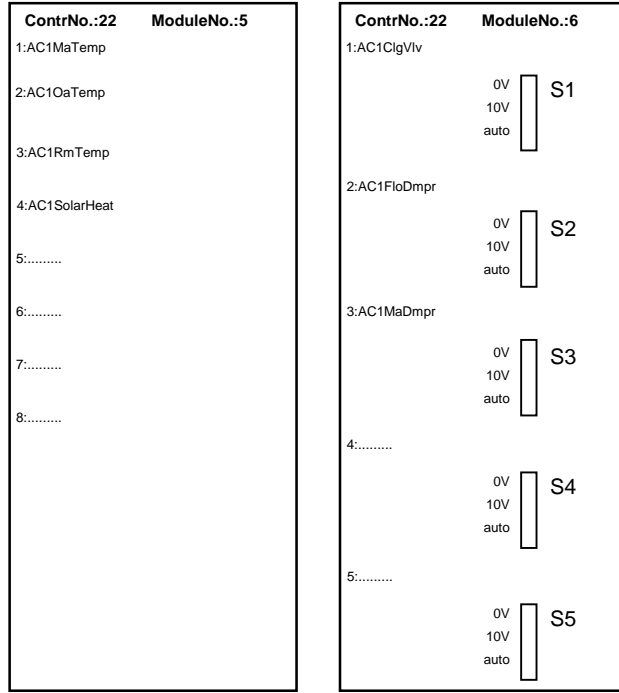 ContrNo.:22 ModuleNo.:5
1:AC1MaTemp
2:AC1OaTemp
3:AC1RmTemp
4:AC1SolarHeat
5:.........
6:.........
7:.........
8:.........
ContrNo.:22 ModuleNo.:6
1:AC1ClgVlv
0V S1
10V
auto
2:AC1FloDmpr
0V S2
10V
auto
3:AC1MaDmpr
0V S3
10V
auto
4:.........
0V S4
10V
auto
5:.........
0V S5
10V
auto